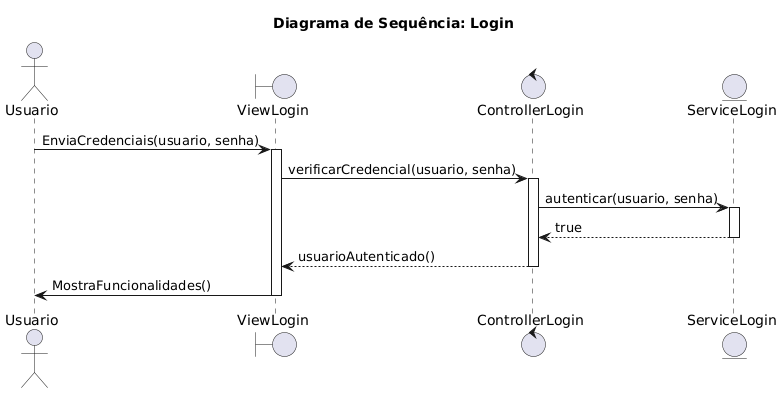 Diagrama de Sequência: Login
Usuario
ViewLogin
ControllerLogin
ServiceLogin
EnviaCredenciais(usuario, senha)
verificarCredencial(usuario, senha)
autenticar(usuario, senha)
true
usuarioAutenticado()
MostraFuncionalidades()
Usuario
ViewLogin
ControllerLogin
ServiceLogin